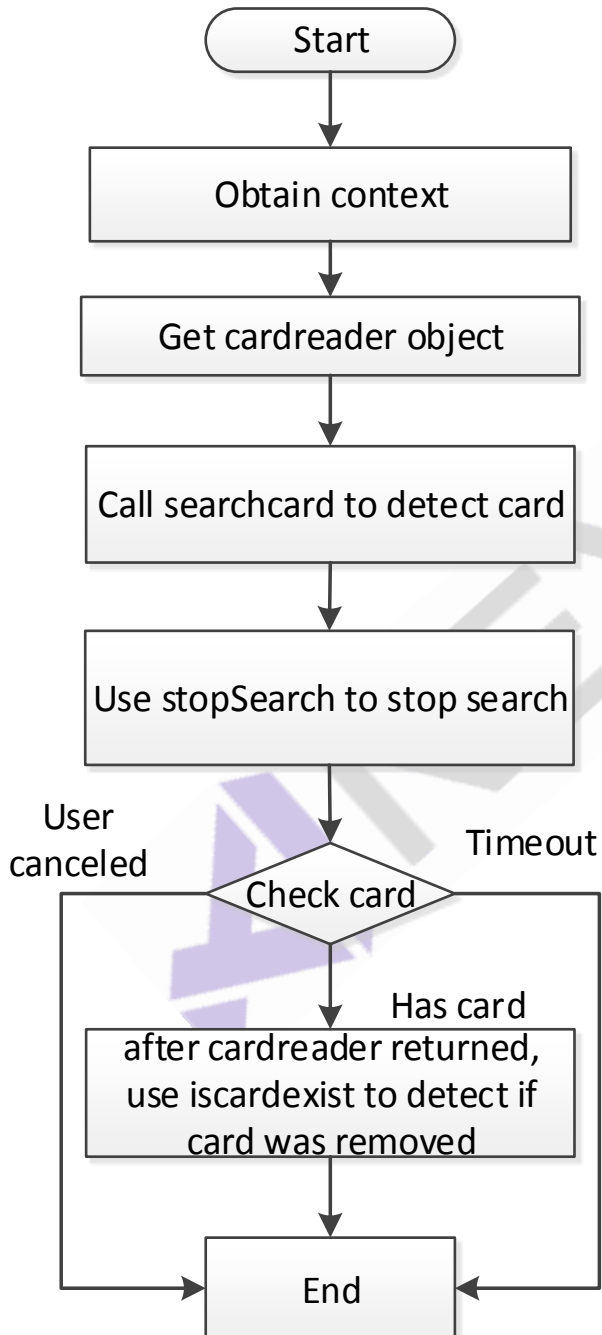 Start
Obtain context
Get cardreader object
Call searchcard to detect card
Use stopSearch to stop search
User
canceled
Timeout
Check card
Has card
after cardreader returned,
use iscardexist to detect if
card was removed
End